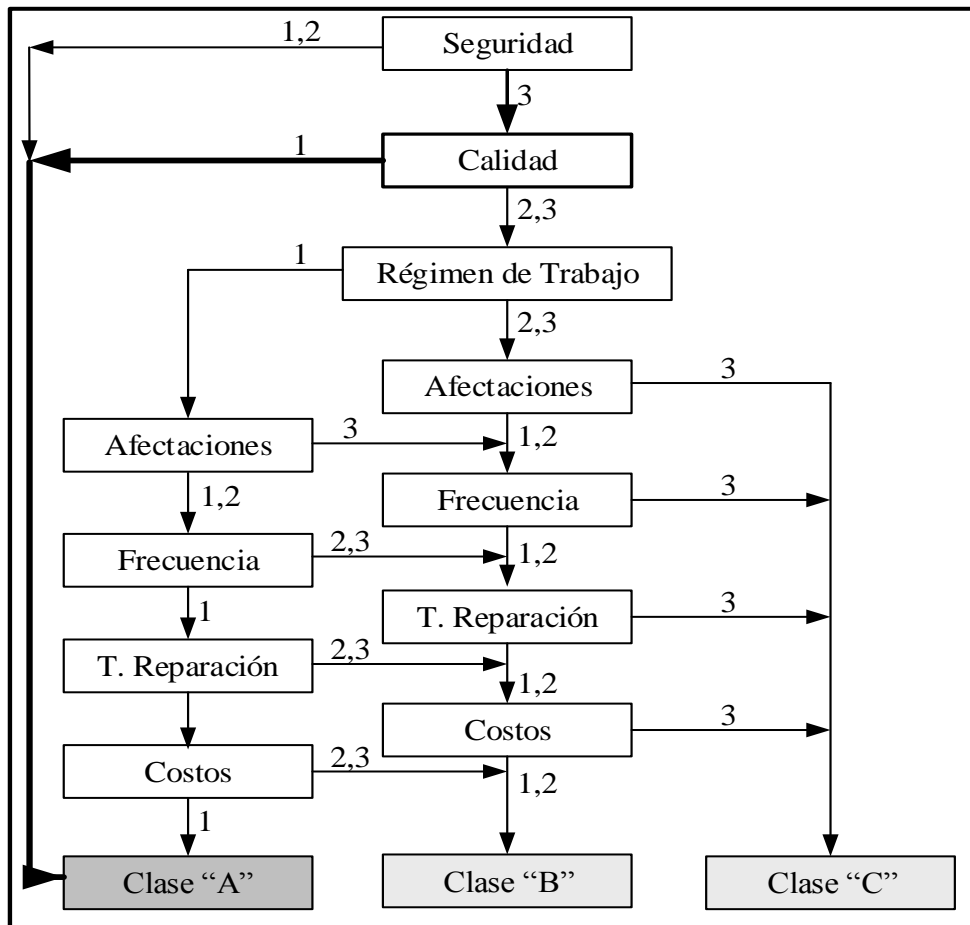 1,2
Seguridad
3
1
Calidad
2,3
1
Régimen de Trabajo
2,3
Afectaciones
3
Afectaciones
3
1,2
1,2
Frecuencia
3
Frecuencia
2,3
1,2
1
T. Reparación
3
T. Reparación
2,3
1,2
Costos
3
Costos
2,3
1,2
1
Clase “A”
Clase “B”
Clase “C”